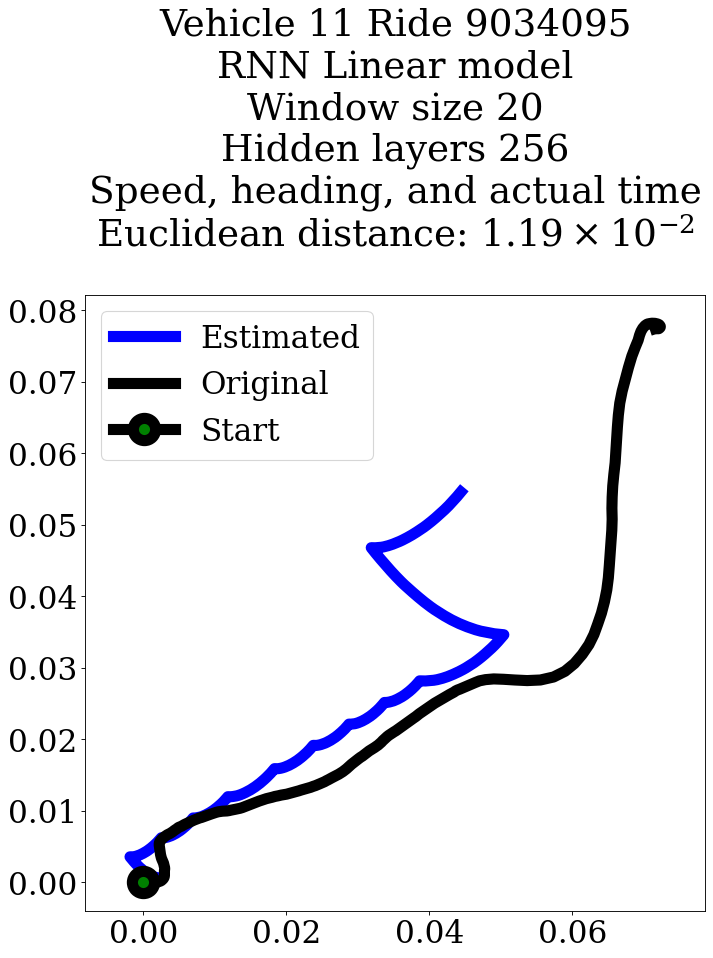 Vehicle 11 Ride 9034095
RNN Linear model
Window size 20
Hidden layers 256
Speed, heading, and actual time
Euclidean distance: 1.19 × 10⁻²
0.08
0.07
0.06
0.05
0.04
0.03
0.02
0.01
0.00
Estimated
Original
Start
0.00 0.02 0.04 0.06